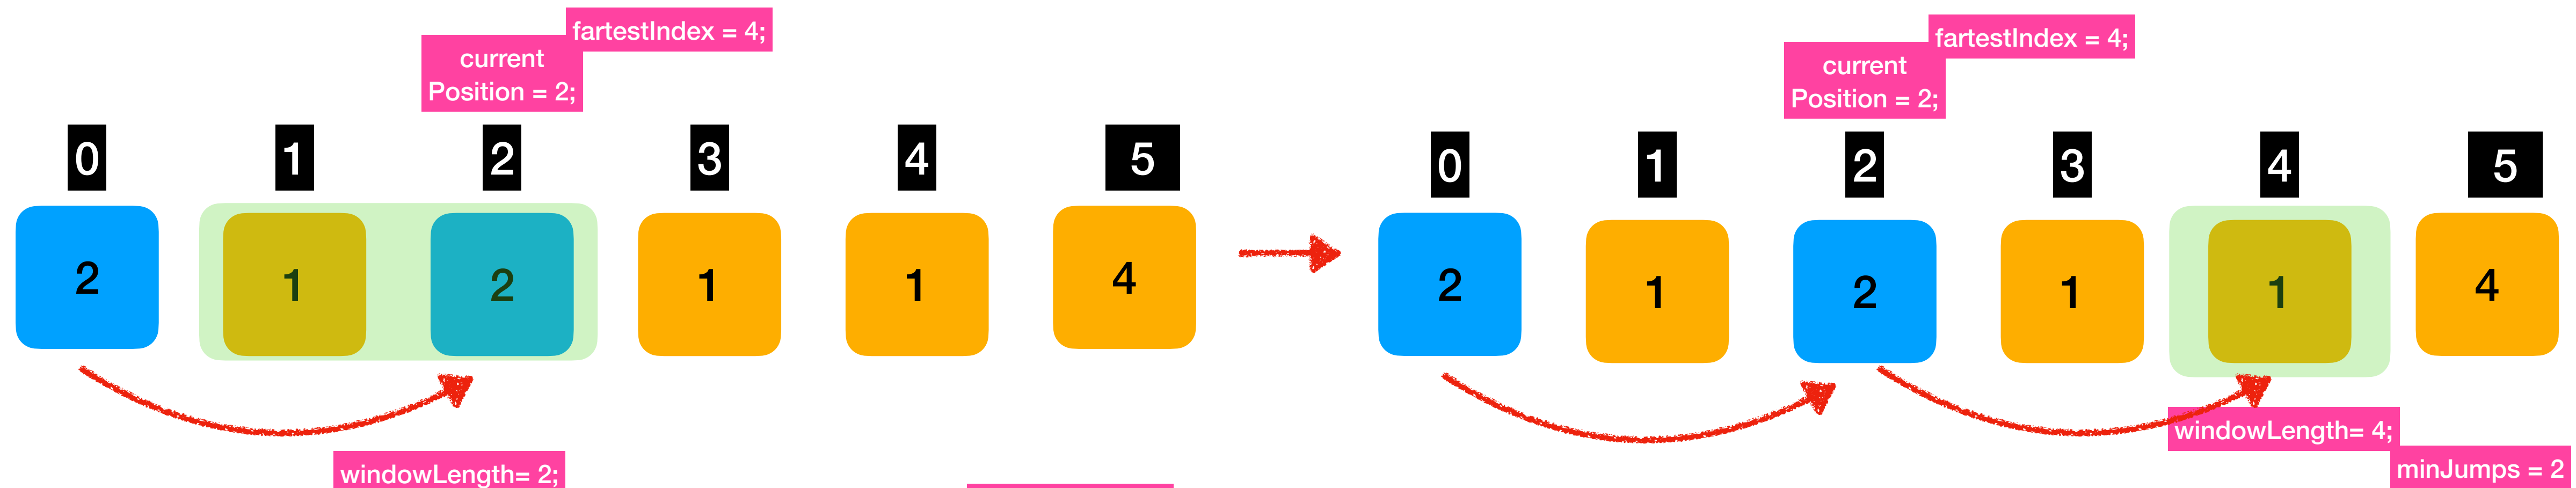 fartestIndex = 4;
current
Position = 2;
0 1 2 3 4 5
2 1 2 1 1 4
windowLength= 2;
fartestIndex = 4;
current
Position = 2;
0 1 2 3 4 5
2 1 2 1 1 4
windowLength= 4;
minJumps = 2